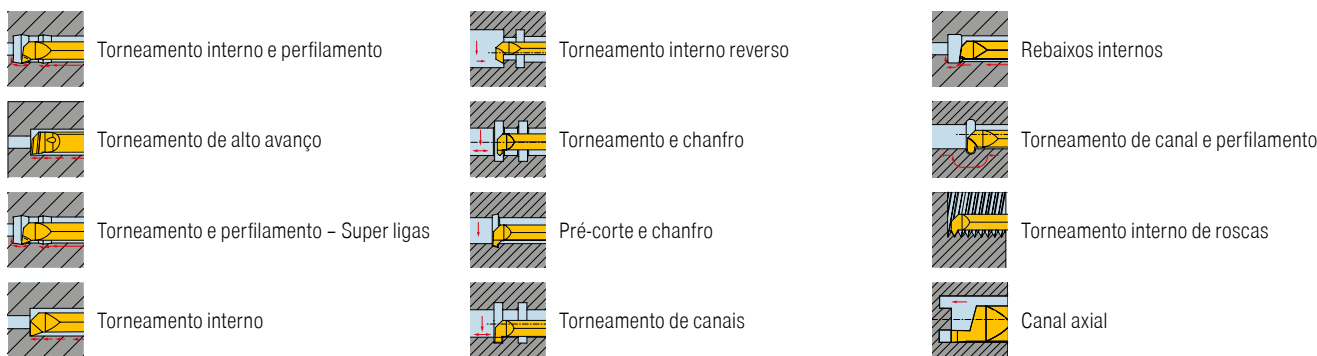 Torneamento interno e perfilamento
Torneamento interno reverso
Rebaixos internos
Torneamento de alto avanço
Torneamento e chanfro
Torneamento de canal e perfilamento
Torneamento e perfilamento – Super ligas
Pré-corte e chanfro
Torneamento interno de roscas
Torneamento interno
Torneamento de canais
Canal axial